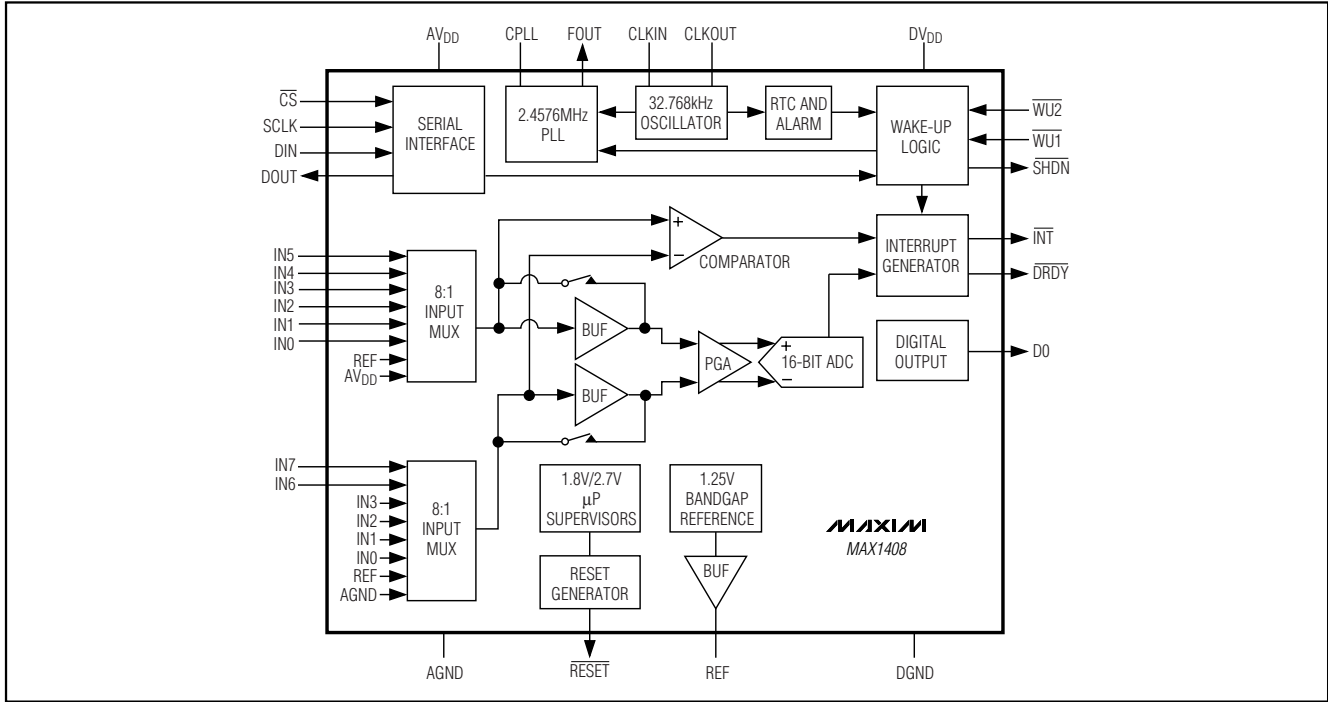 AVDD
CPLL
FOUT
CLKIN
CLKOUT
DVDD
CS
SCLK
DIN
DOUT
SERIAL
INTERFACE
2.4576MHz
PLL
32.768kHz
OSCILLATOR
RTC AND
ALARM
WAKE-UP
LOGIC
WU2
WU1
SHDN
IN5
IN4
IN3
IN2
IN1
IN0
REF
AVDD
8:1
INPUT
MUX
+
−
COMPARATOR
INTERRUPT
GENERATOR
INT
DRDY
BUF
BUF
PGA
+
16-BIT ADC
−
DIGITAL
OUTPUT
D0
IN7
IN6
IN3
IN2
IN1
IN0
REF
AGND
8:1
INPUT
MUX
1.8V/2.7V
µP
SUPERVISORS
1.25V
BANDGAP
REFERENCE
RESET
GENERATOR
BUF
MAXIM
MAX1408
AGND
RESET
REF
DGND